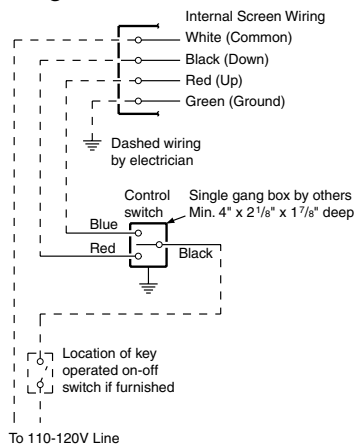 Internal Screen Wiring
White (Common)
Black (Down)
Red (Up)
Green (Ground)
Dashed wiring
by electrician
Control
switch
Single gang box by others
Min. 4" x 2 1/8" x 1 7/8" deep
Blue
Red
Black
Location of key
operated on-off
switch if furnished
To 110-120V Line